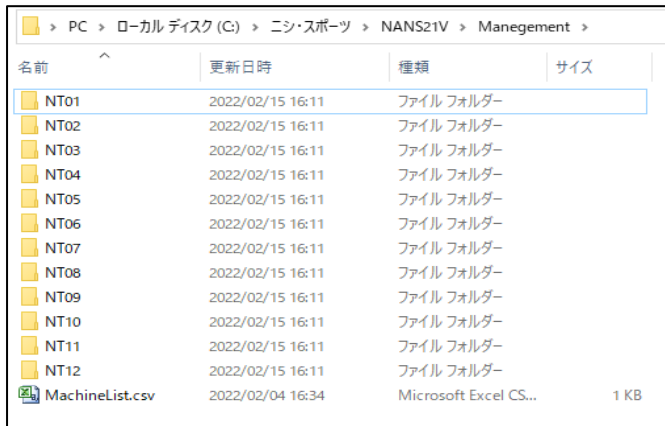 > PC > ローカル ディスク (C:) > ニシ・スポーツ > NANS21V > Manegement >
名前 更新日時 種類 サイズ
NT01 2022/02/15 16:11 ファイル フォルダー
NT02 2022/02/15 16:11 ファイル フォルダー
NT03 2022/02/15 16:11 ファイル フォルダー
NT04 2022/02/15 16:11 ファイル フォルダー
NT05 2022/02/15 16:11 ファイル フォルダー
NT06 2022/02/15 16:11 ファイル フォルダー
NT07 2022/02/15 16:11 ファイル フォルダー
NT08 2022/02/15 16:11 ファイル フォルダー
NT09 2022/02/15 16:11 ファイル フォルダー
NT10 2022/02/15 16:11 ファイル フォルダー
NT11 2022/02/15 16:11 ファイル フォルダー
NT12 2022/02/15 16:11 ファイル フォルダー
MachineList.csv 2022/02/04 16:34 Microsoft Excel CS... 1 KB